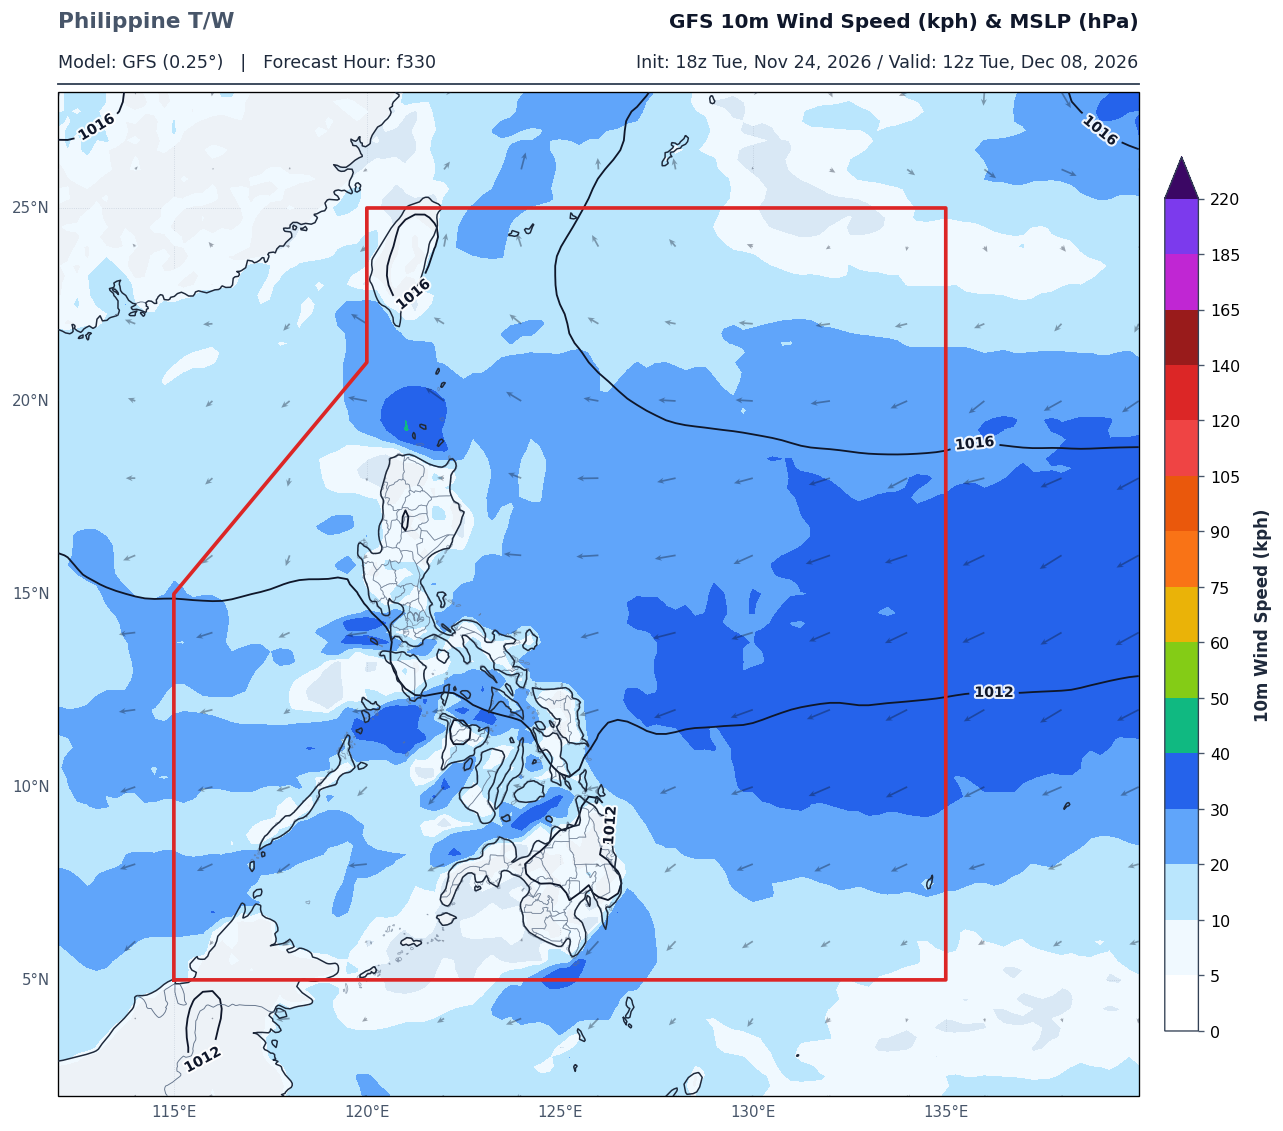 Philippine T/W
GFS 10m Wind Speed (kph) & MSLP (hPa)
Model: GFS (0.25°) | Forecast Hour: f330
Init: 18z Tue, Nov 24, 2026 / Valid: 12z Tue, Dec 08, 2026
1016
1016
1016
1016
1012
1012
1012
25°N
20°N
15°N
10°N
5°N
115°E
120°E
125°E
130°E
135°E
220
185
165
140
120
105
90
75
60
50
40
30
20
10
5
0
10m Wind Speed (kph)